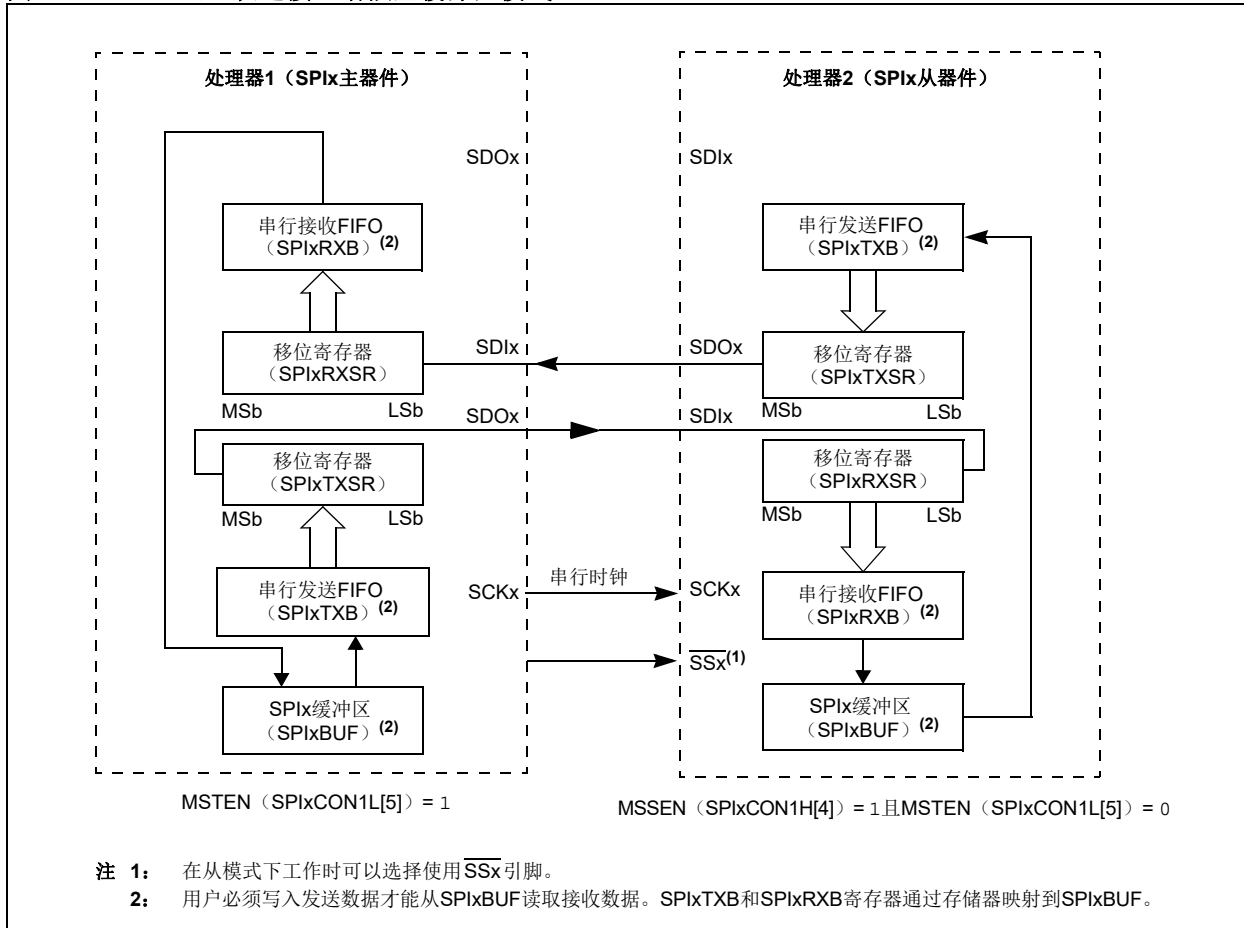 处理器1（SPIx主器件）
处理器2（SPIx从器件）
SDOx
SDIx
串行接收FIFO
（SPIxRXB）(2)
串行发送FIFO
（SPIxTXB）(2)
移位寄存器
（SPIxRXSR）
SDIx
SDOx
移位寄存器
（SPIxTXSR）
MSb
LSb
SDOx
SDIx
MSb
LSb
移位寄存器
（SPIxTXSR）
移位寄存器
（SPIxRXSR）
MSb
LSb
MSb
LSb
串行发送FIFO
（SPIxTXB）(2)
SCKx
串行时钟
SCKx
串行接收FIFO
（SPIxRXB）(2)
SSx(1)
SPIx缓冲区
（SPIxBUF）(2)
SPIx缓冲区
（SPIxBUF）(2)
MSTEN（SPIxCON1L[5]）= 1
MSSEN（SPIxCON1H[4]）= 1且MSTEN（SPIxCON1L[5]）= 0
注 1： 在从模式下工作时可以选择使用SSx引脚。
2： 用户必须写入发送数据才能从SPIxBUF读取接收数据。SPIxTXB和SPIxRXB寄存器通过存储器映射到SPIxBUF。